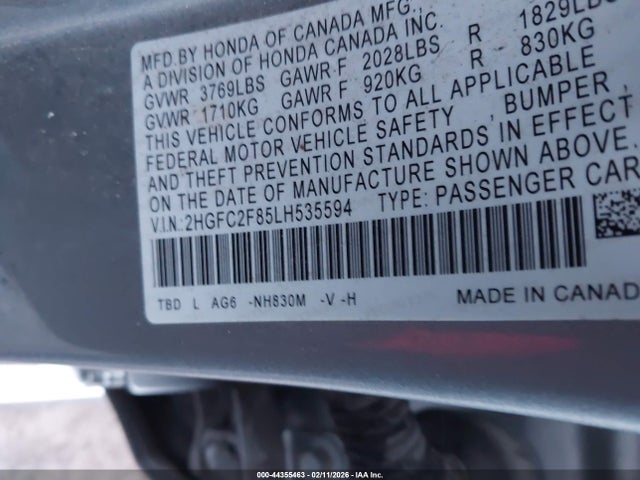 MFD.BY HONDA OF CANADA MFG.,
A DIVISION OF HONDA CANADA INC.
GVWR 3769LBS GAWR F 2028LBS R 1829LBS
GVWR 1710KG GAWR F 920KG R 830KG
THIS VEHICLE CONFORMS TO ALL APPLICABLE
FEDERAL MOTOR VEHICLE SAFETY , BUMPER ,
AND THEFT PREVENTION STANDARDS IN EFFECT
ON THE DATE OF MANUFACTURE SHOWN ABOVE.
V.I.N.:2HGFC2F85LH535594 TYPE: PASSENGER CAR
TBD L AG6 -NH830M -V -H
MADE IN CANAD
000-44355463 - 02/11/2026 - IAA Inc.